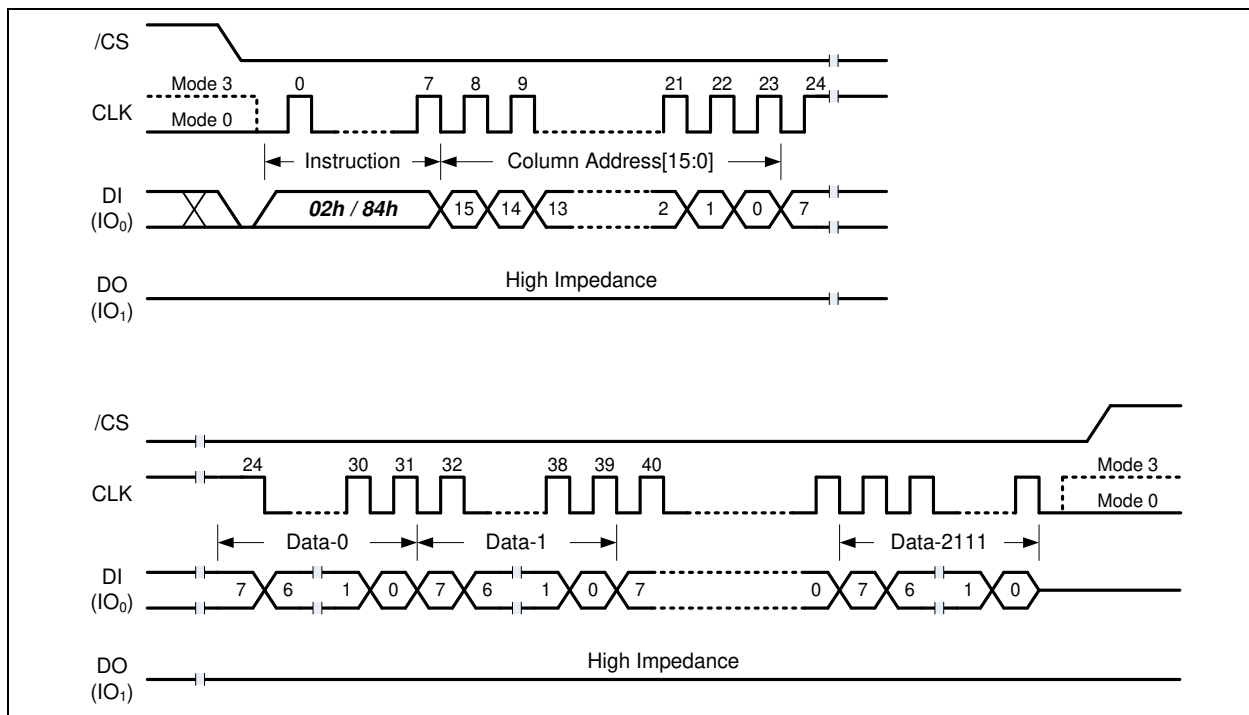 /CS
Mode 3 0 7 8 9 21 22 23 24
CLK
Mode 0
Instruction Column Address[15:0]
DI
(IO0) 02h / 84h 15 14 13 2 1 0 7
High Impedance
DO
(IO1)
/CS
24 30 31 32 38 39 40 Mode 3
CLK
Mode 0
Data-0 Data-1 Data-2111
DI
(IO0) 7 6 1 0 7 6 1 0 7 0 7 6 1 0
High Impedance
DO
(IO1)